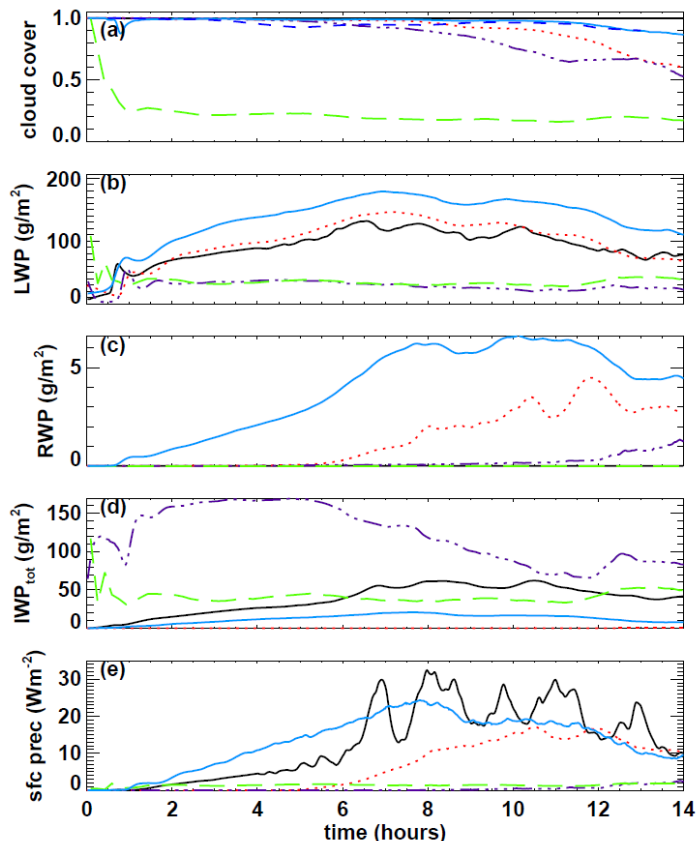 (a)
cloud cover
1.0
0.5
0.0
(b)
LWP (g/m²)
200
100
0
(c)
RWP (g/m²)
5
0
(d)
IWPtot (g/m²)
150
100
50
0
(e)
sfc prec (Wm⁻²)
30
20
10
0
0 2 4 6 8 10 12 14
time (hours)